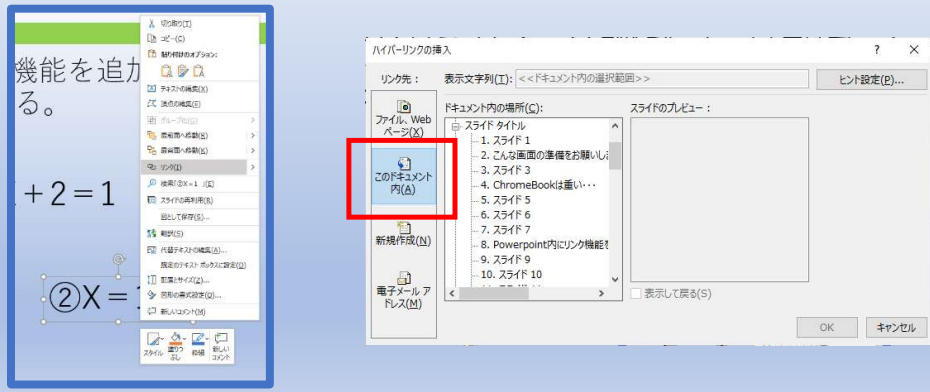 機能を追加
る。
+2=1
②X=1
切り取り(T)
コピー(C)
貼り付けのオプション:
テキストの編集(X)
頂点の編集(E)
グループ化(G)
最前面へ移動(R)
最背面へ移動(K)
リンク(I)
検索("②X=1 ")(E)
スライドの再利用(R)
図として保存(S)...
翻訳(S)
代替テキストの編集(A)...
既定のテキスト ボックスに設定(D)
配置とサイズ(Z)...
図形の書式設定(O)...
新しいコメント(M)
スタイル 塗りつぶし 枠線 新しいコメント
ハイパーリンクの挿入 ? ×
リンク先： 表示文字列(T): <<ドキュメント内の選択範囲>> ヒント設定(P)...
ファイル、Web
ページ(X)
このドキュメント
内(A)
新規作成(N)
電子メール ア
ドレス(M)
ドキュメント内の場所(C):
スライド タイトル
1. スライド 1
2. こんな画面の準備をお願いし
3. スライド 3
4. ChromeBookは重い・・・
5. スライド 5
6. スライド 6
7. スライド 7
8. Powerpoint内にリンク機能を
9. スライド 9
10. スライド 10
スライドのプレビュー：
表示して戻る(S)
OK キャンセル